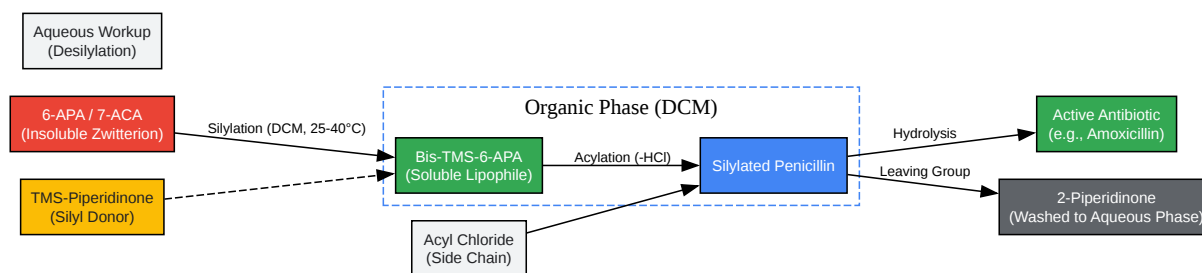 Aqueous Workup
(Desilylation)
6-APA / 7-ACA
(Insoluble Zwitterion)
TMS-Piperidinone
(Silyl Donor)
Silylation (DCM, 25-40°C)
Organic Phase (DCM)
Bis-TMS-6-APA
(Soluble Lipophile)
Acylation (-HCl)
Silylated Penicillin
Acyl Chloride
(Side Chain)
Hydrolysis
Leaving Group
Active Antibiotic
(e.g., Amoxicillin)
2-Piperidinone
(Washed to Aqueous Phase)